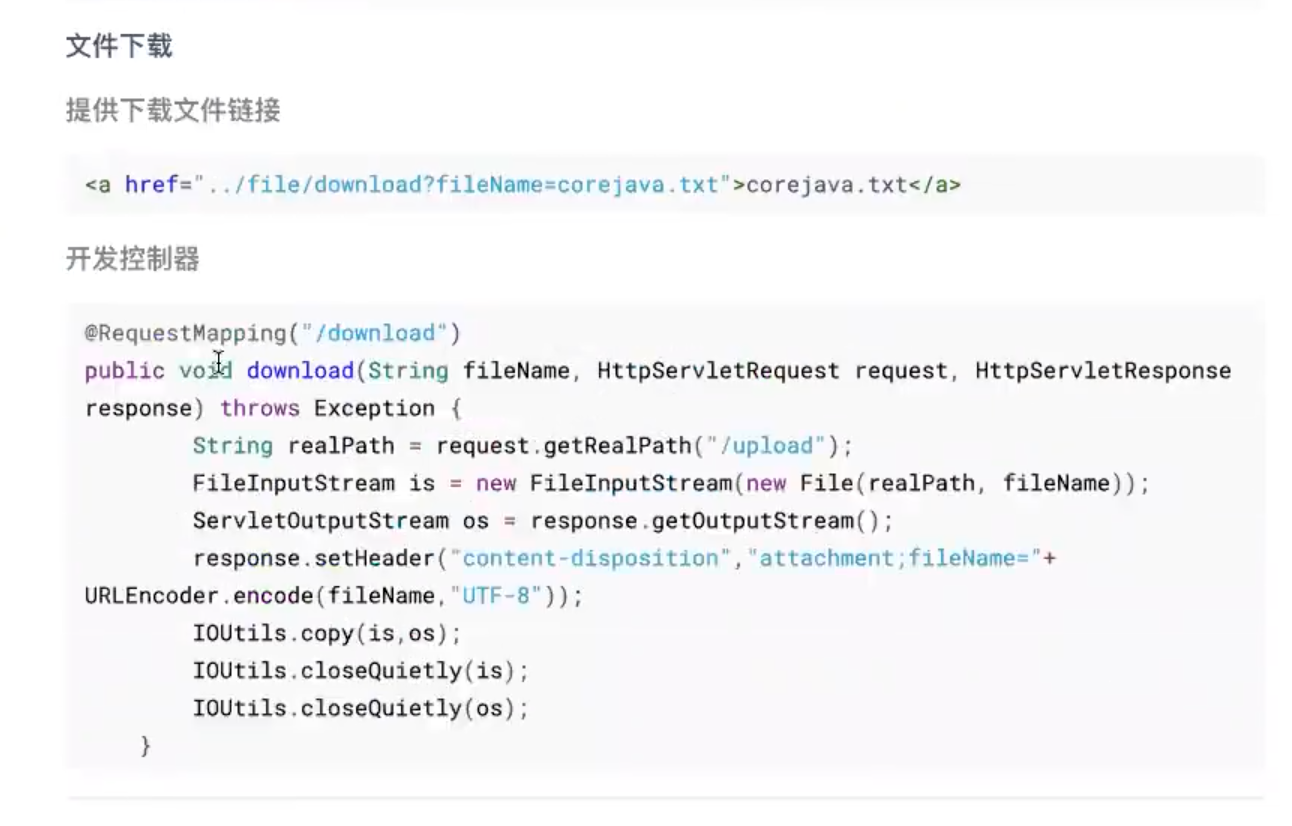 文件下载
提供下载文件链接
<a href="../file/download?fileName=corejava.txt">corejava.txt</a>
开发控制器
@RequestMapping("/download")
public void download(String fileName, HttpServletRequest request, HttpServletResponse
response) throws Exception {
        String realPath = request.getRealPath("/upload");
        FileInputStream is = new FileInputStream(new File(realPath, fileName));
        ServletOutputStream os = response.getOutputStream();
        response.setHeader("content-disposition","attachment;fileName="+
URLEncoder.encode(fileName,"UTF-8"));
        IOUtils.copy(is,os);
        IOUtils.closeQuietly(is);
        IOUtils.closeQuietly(os);
    }